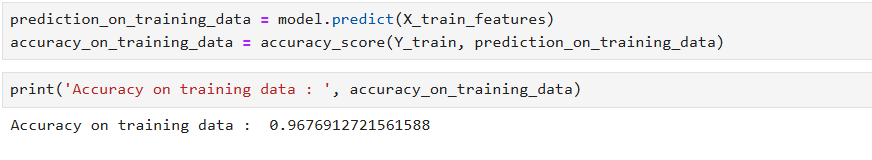 prediction_on_training_data = model.predict(X_train_features)
accuracy_on_training_data = accuracy_score(Y_train, prediction_on_training_data)
print('Accuracy on training data : ', accuracy_on_training_data)
Accuracy on training data :  0.9676912721561588